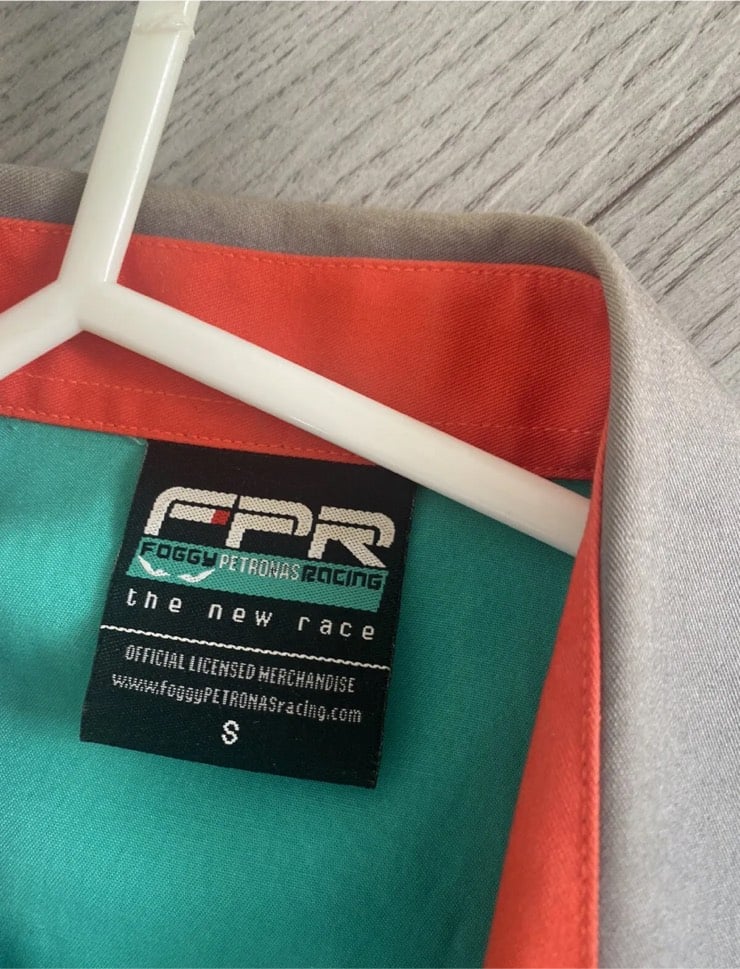 FPR
FOGGY PETRONAS RACING
the new race
OFFICIAL LICENSED MERCHANDISE
www.foggyPETRONASracing.com
S